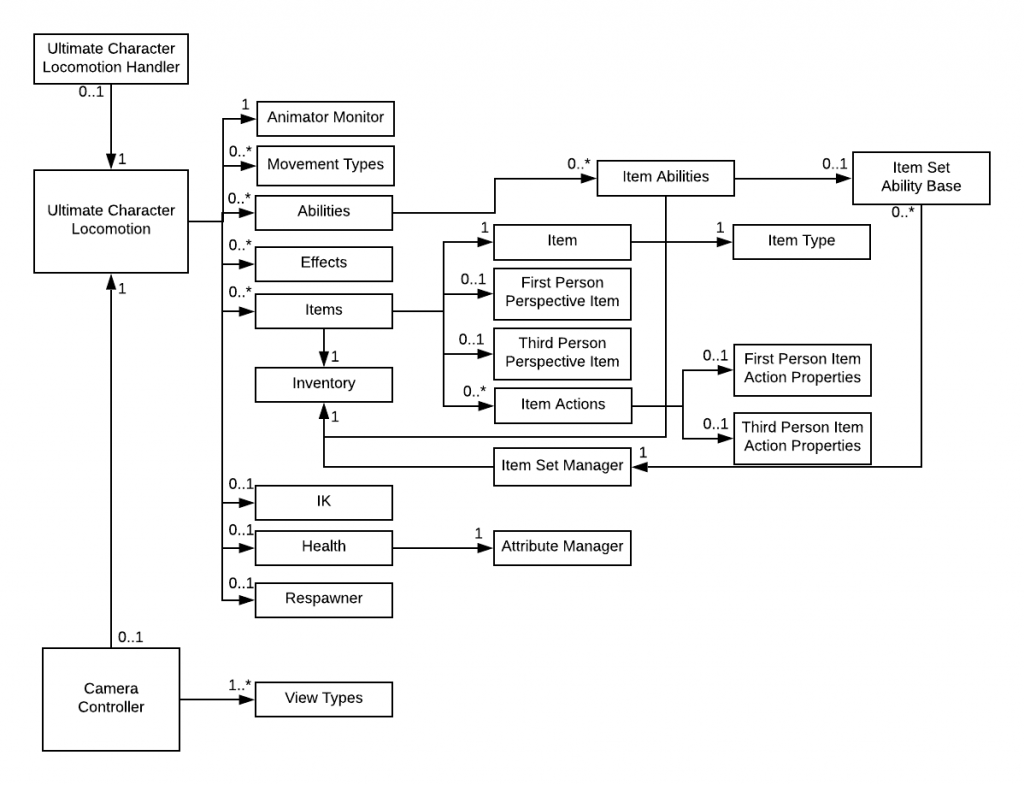 Ultimate Character
Locomotion Handler
0..1
1
Ultimate Character
Locomotion
1
Animator Monitor
0..*
Movement Types
0..*
Abilities
0..*
Effects
0..*
Items
1
Inventory
1
0..*
Item Abilities
0..1
Item Set
Ability Base
0..*
1
Item
1
Item Type
0..1
First Person
Perspective Item
0..1
Third Person
Perspective Item
0..*
Item Actions
0..1
First Person Item
Action Properties
0..1
Third Person Item
Action Properties
Item Set Manager
1
0..1
IK
0..1
Health
1
Attribute Manager
0..1
Respawner
1
0..1
Camera
Controller
1..*
View Types